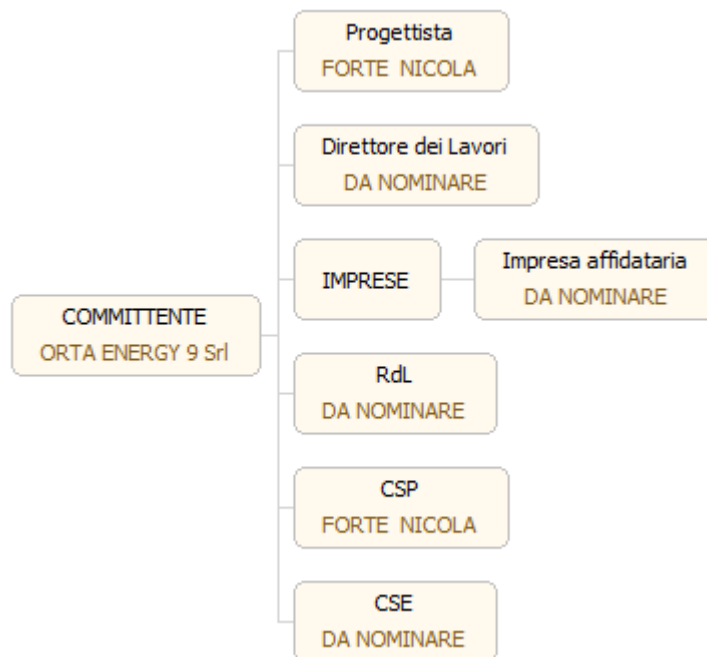 Progettista
FORTE NICOLA
Direttore dei Lavori
DA NOMINARE
IMPRESE
Impresa affidataria
DA NOMINARE
COMMITTENTE
ORTA ENERGY 9 Srl
RdL
DA NOMINARE
CSP
FORTE NICOLA
CSE
DA NOMINARE